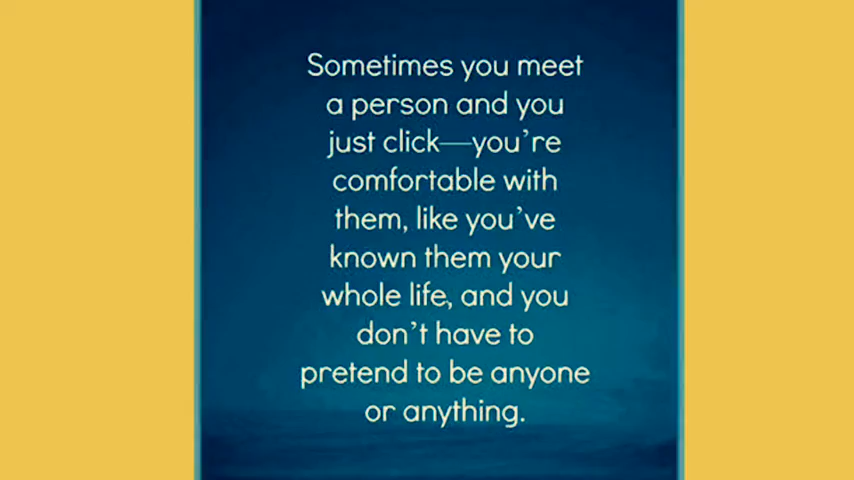 Sometimes you meet
a person and you
just click—you're
comfortable with
them, like you've
known them your
whole life, and you
don't have to
pretend to be anyone
or anything.